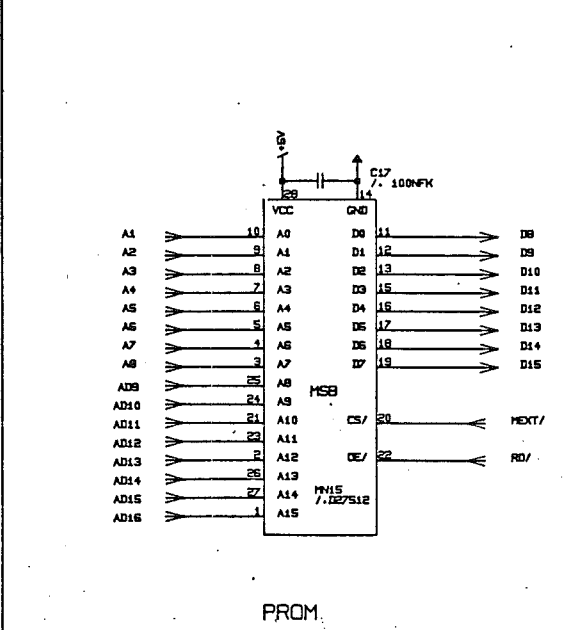 +6V
C17
/. 100NFK
28 14
VCC GND
A1 10 A0 D0 11 D8
A2 9 A1 D1 12 D9
A3 8 A2 D2 13 D10
A4 7 A3 D3 15 D11
A5 6 A4 D4 16 D12
A6 5 A5 D5 17 D13
A7 4 A6 D6 18 D14
A8 3 A7 D7 19 D15
AD9 25 A8
MSB
AD10 24 A9
AD11 21 A10 CS/ 20 MEXT/
AD12 23 A11
AD13 2 A12 OE/ 22 RD/
AD14 26 A13
AD15 27 A14
MN15
/.D27512
AD16 1 A15
PROM